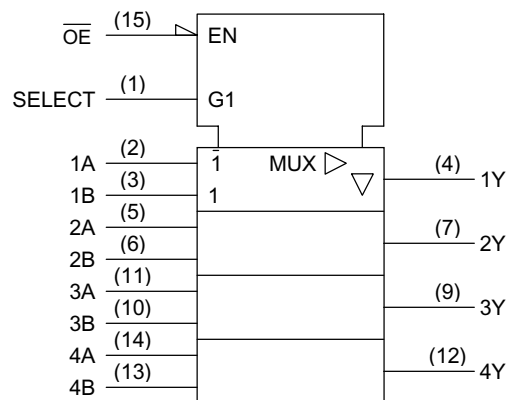 OE (15) EN
SELECT (1) G1
1A (2) 1̅ MUX (4) 1Y
1B (3) 1
2A (5)
2B (6) (7) 2Y
3A (11)
3B (10) (9) 3Y
4A (14)
4B (13) (12) 4Y